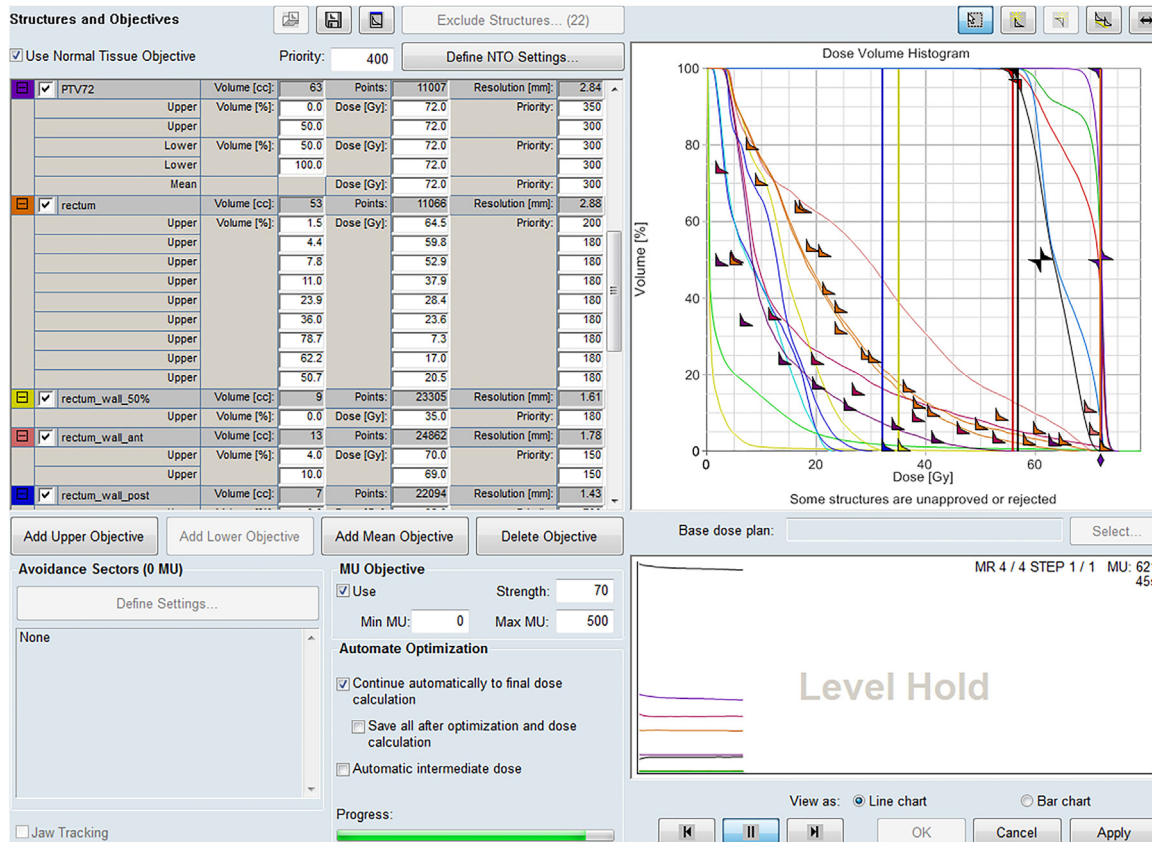 Structures and Objectives
Exclude Structures... (22)
Use Normal Tissue Objective Priority: 400 Define NTO Settings...
PTV72 Volume [cc]: 63 Points: 11007 Resolution [mm]: 2.84
Upper Volume [%]: 0.0 Dose [Gy]: 72.0 Priority: 350
Upper 50.0 72.0 300
Lower Volume [%]: 50.0 Dose [Gy]: 72.0 Priority: 300
Lower 100.0 72.0 300
Mean Dose [Gy]: 72.0 Priority: 300
rectum Volume [cc]: 53 Points: 11066 Resolution [mm]: 2.88
Upper Volume [%]: 1.5 Dose [Gy]: 64.5 Priority: 200
Upper 4.4 59.8 180
Upper 7.8 52.9 180
Upper 11.0 37.9 180
Upper 23.9 28.4 180
Upper 36.0 23.6 180
Upper 78.7 7.3 180
Upper 62.2 17.0 180
Upper 50.7 20.5 180
rectum_wall_50% Volume [cc]: 9 Points: 23305 Resolution [mm]: 1.61
Upper Volume [%]: 0.0 Dose [Gy]: 35.0 Priority: 180
rectum_wall_ant Volume [cc]: 13 Points: 24862 Resolution [mm]: 1.78
Upper Volume [%]: 4.0 Dose [Gy]: 70.0 Priority: 150
Upper 10.0 69.0 150
rectum_wall_post Volume [cc]: 7 Points: 22094 Resolution [mm]: 1.43
Dose Volume Histogram
100
80
60
40
20
0
Volume [%]
0 20 40 60
Dose [Gy]
Some structures are unapproved or rejected
Add Upper Objective Add Lower Objective Add Mean Objective Delete Objective
Base dose plan: Select...
Avoidance Sectors (0 MU)
Define Settings...
None
Jaw Tracking
MU Objective
Use Strength: 70
Min MU: 0 Max MU: 500
Automate Optimization
Continue automatically to final dose
calculation
Save all after optimization and dose
calculation
Automatic intermediate dose
Progress:
MR 4 / 4 STEP 1 / 1 MU: 62
45
Level Hold
View as: Line chart Bar chart
OK Cancel Apply